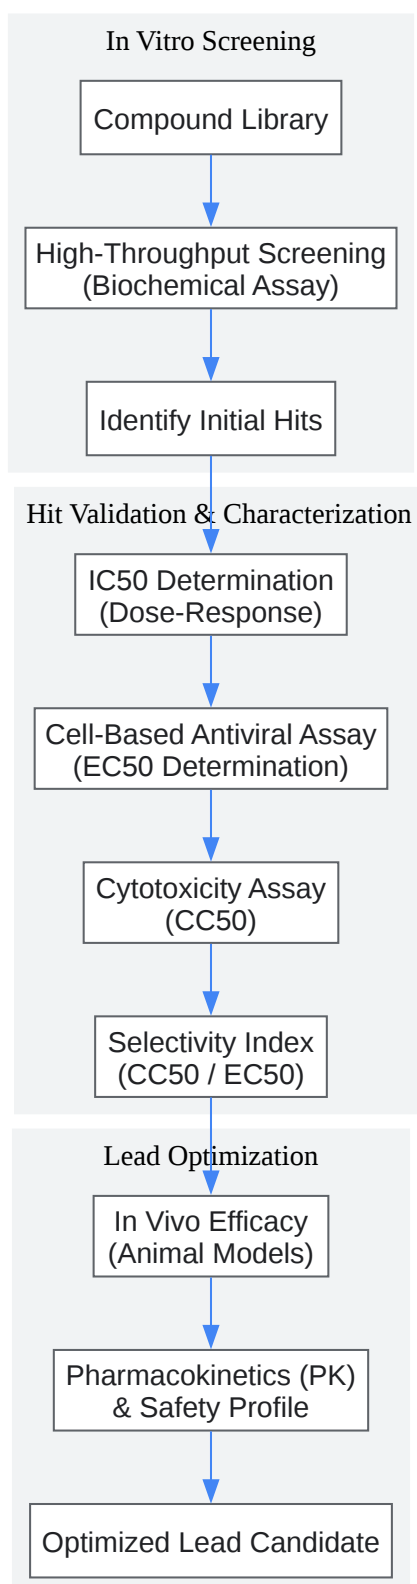 In Vitro Screening
Compound Library
High-Throughput Screening
(Biochemical Assay)
Identify Initial Hits
Hit Validation & Characterization
IC50 Determination
(Dose-Response)
Cell-Based Antiviral Assay
(EC50 Determination)
Cytotoxicity Assay
(CC50)
Selectivity Index
(CC50 / EC50)
Lead Optimization
In Vivo Efficacy
(Animal Models)
Pharmacokinetics (PK)
& Safety Profile
Optimized Lead Candidate